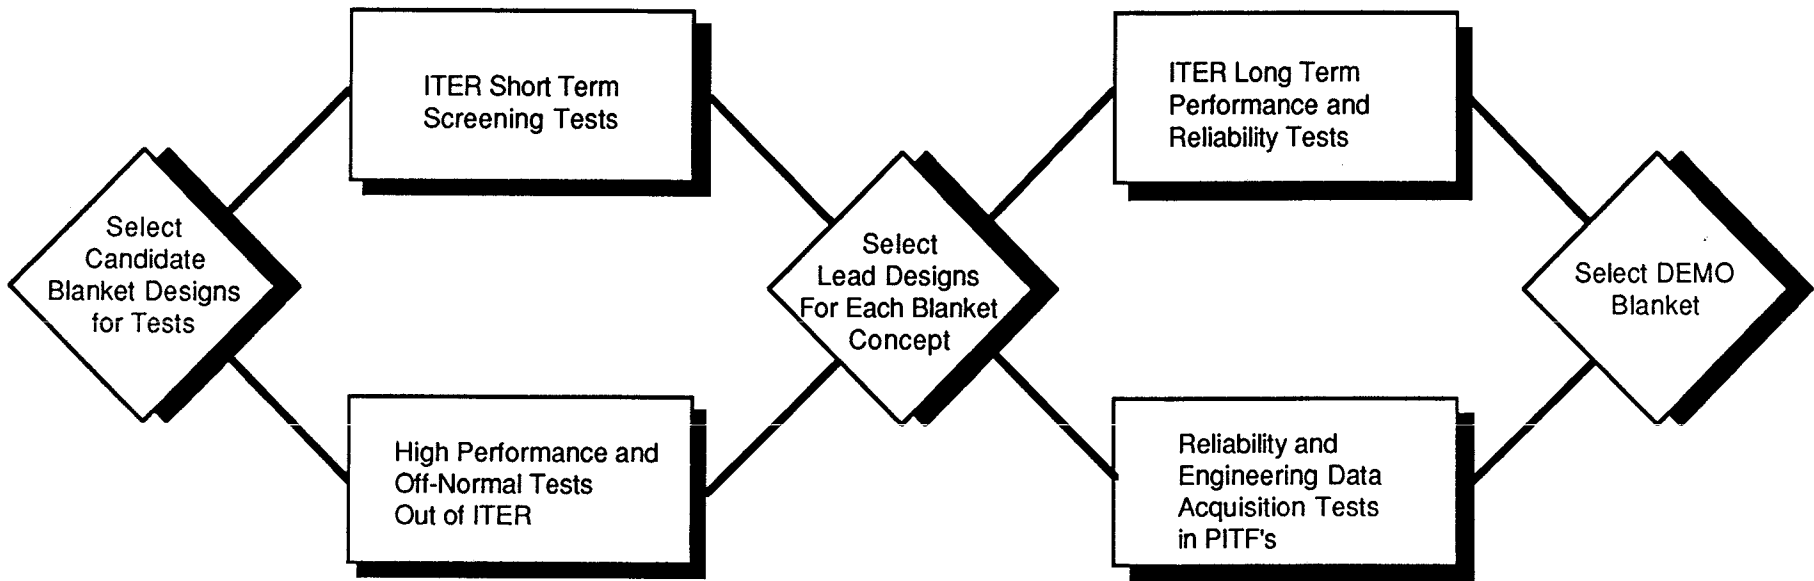 Select
Candidate
Blanket Designs
for Tests
ITER Short Term
Screening Tests
High Performance and
Off-Normal Tests
Out of ITER
Select
Lead Designs
For Each Blanket
Concept
ITER Long Term
Performance and
Reliability Tests
Reliability and
Engineering Data
Acquisition Tests
in PITF's
Select DEMO
Blanket